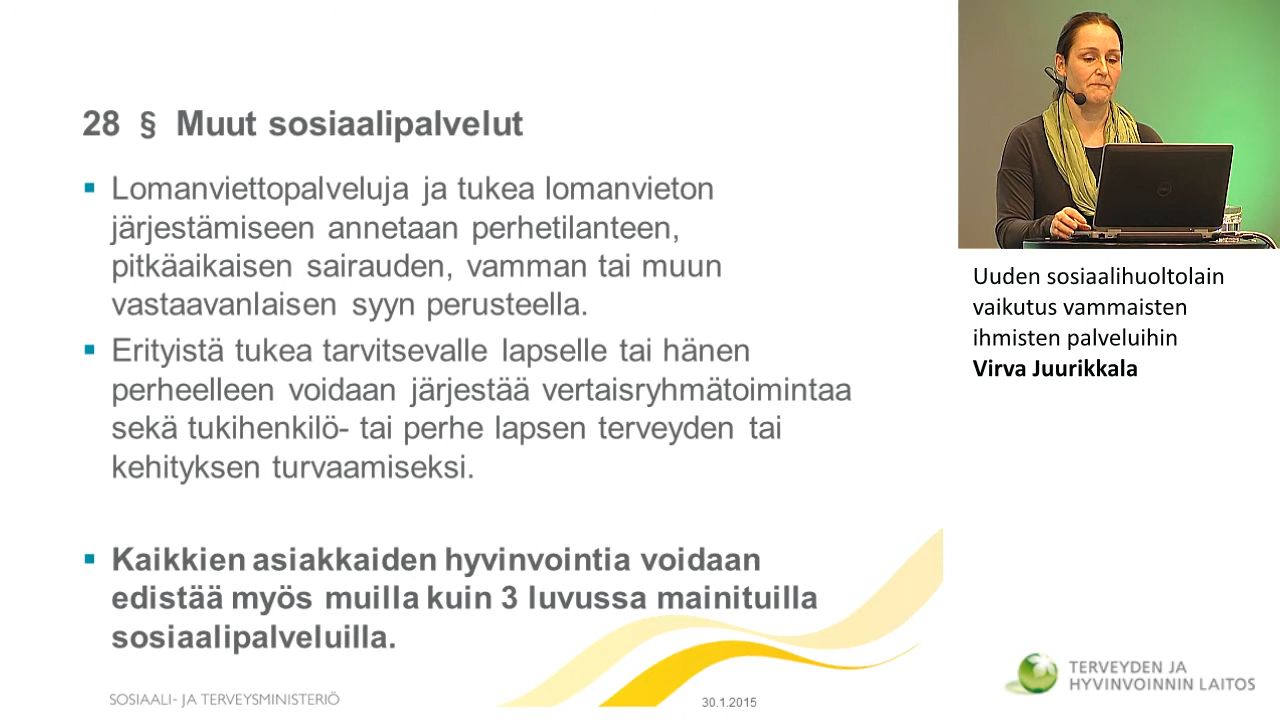 28 § Muut sosiaalipalvelut
Lomanviettopalveluja ja tukea lomanvieton
järjestämiseen annetaan perhetilanteen,
pitkäaikaisen sairauden, vamman tai muun
vastaavanlaisen syyn perusteella.
Erityistä tukea tarvitsevalle lapselle tai hänen
perheelleen voidaan järjestää vertaisryhmätoimintaa
sekä tukihenkilö- tai perhe lapsen terveyden tai
kehityksen turvaamiseksi.
Kaikkien asiakkaiden hyvinvointia voidaan
edistää myös muilla kuin 3 luvussa mainituilla
sosiaalipalveluilla.
SOSIAALI- JA TERVEYSMINISTERIÖ
30.1.2015
Uuden sosiaalihuoltolain
vaikutus vammaisten
ihmisten palveluihin
Virva Juurikkala
TERVEYDEN JA
HYVINVOINNIN LAITOS